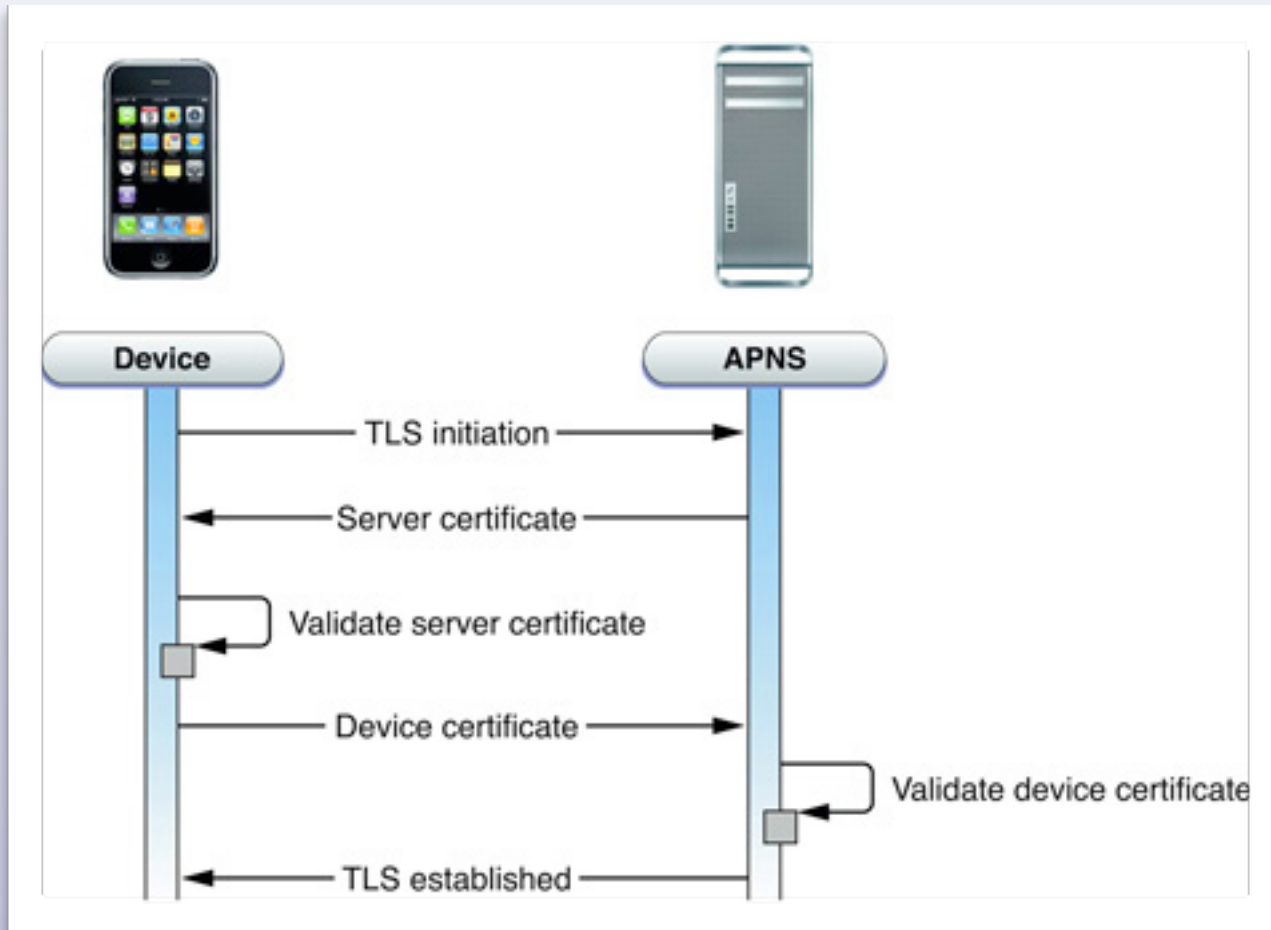 Device
APNS
TLS initiation
Server certificate
Validate server certificate
Device certificate
Validate device certificate
TLS established